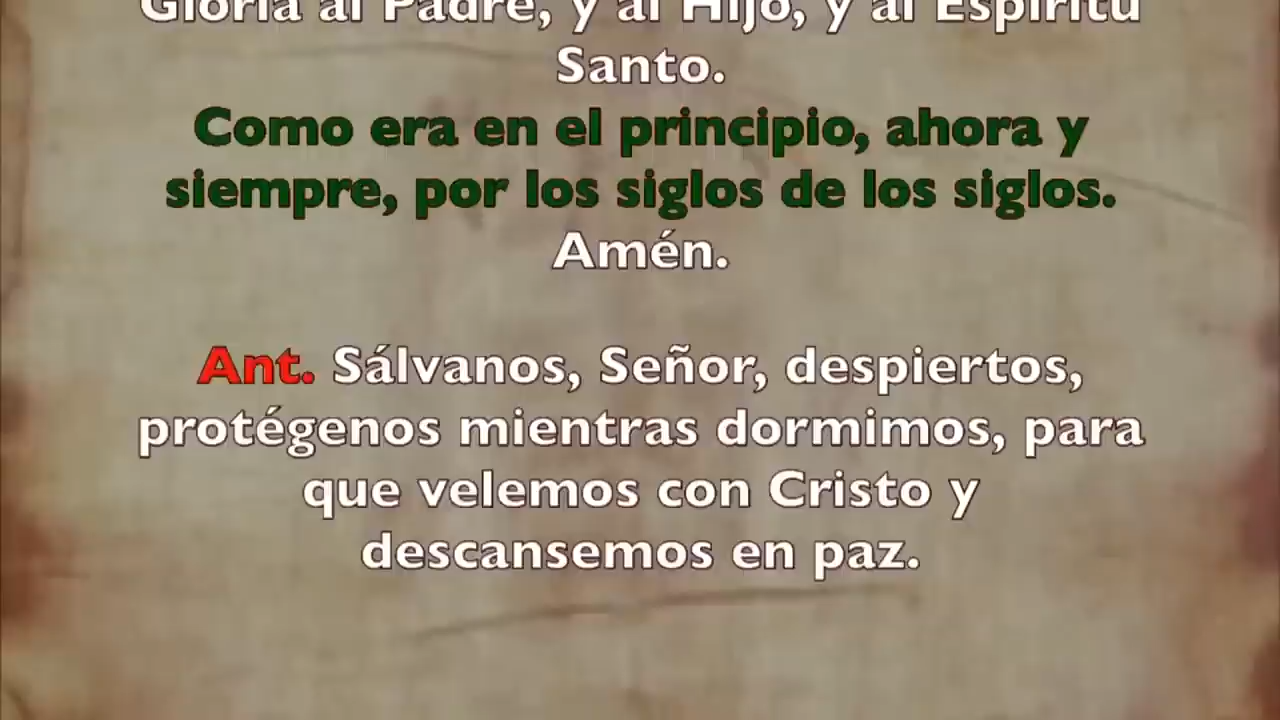 Gloria al Padre, y al Hijo, y al Espíritu
Santo.
Como era en el principio, ahora y
siempre, por los siglos de los siglos.
Amén.
Ant. Sálvanos, Señor, despiertos,
protégenos mientras dormimos, para
que velemos con Cristo y
descansemos en paz.